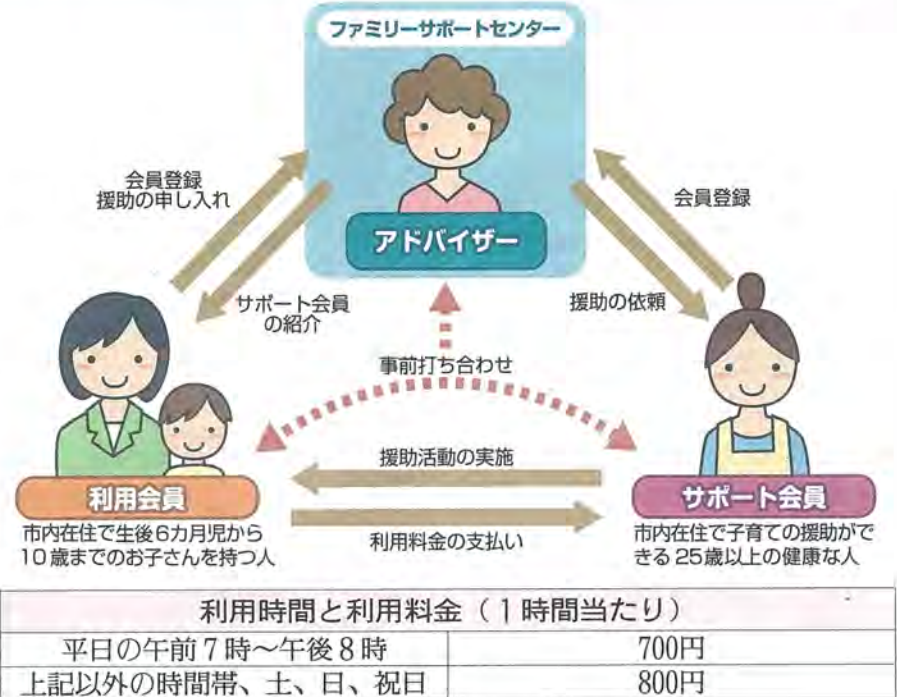 ファミリーサポートセンター
アドバイザー
会員登録
援助の申し入れ
会員登録
サポート会員
の紹介
援助の依頼
事前打ち合わせ
援助活動の実施
利用料金の支払い
利用会員
市内在住で生後6カ月児から
10歳までのお子さんを持つ人
サポート会員
市内在住で子育ての援助がで
きる25歳以上の健康な人
利用時間と利用料金(1時間当たり)
平日の午前7時~午後8時 700円
上記以外の時間帯、土、日、祝日 800円